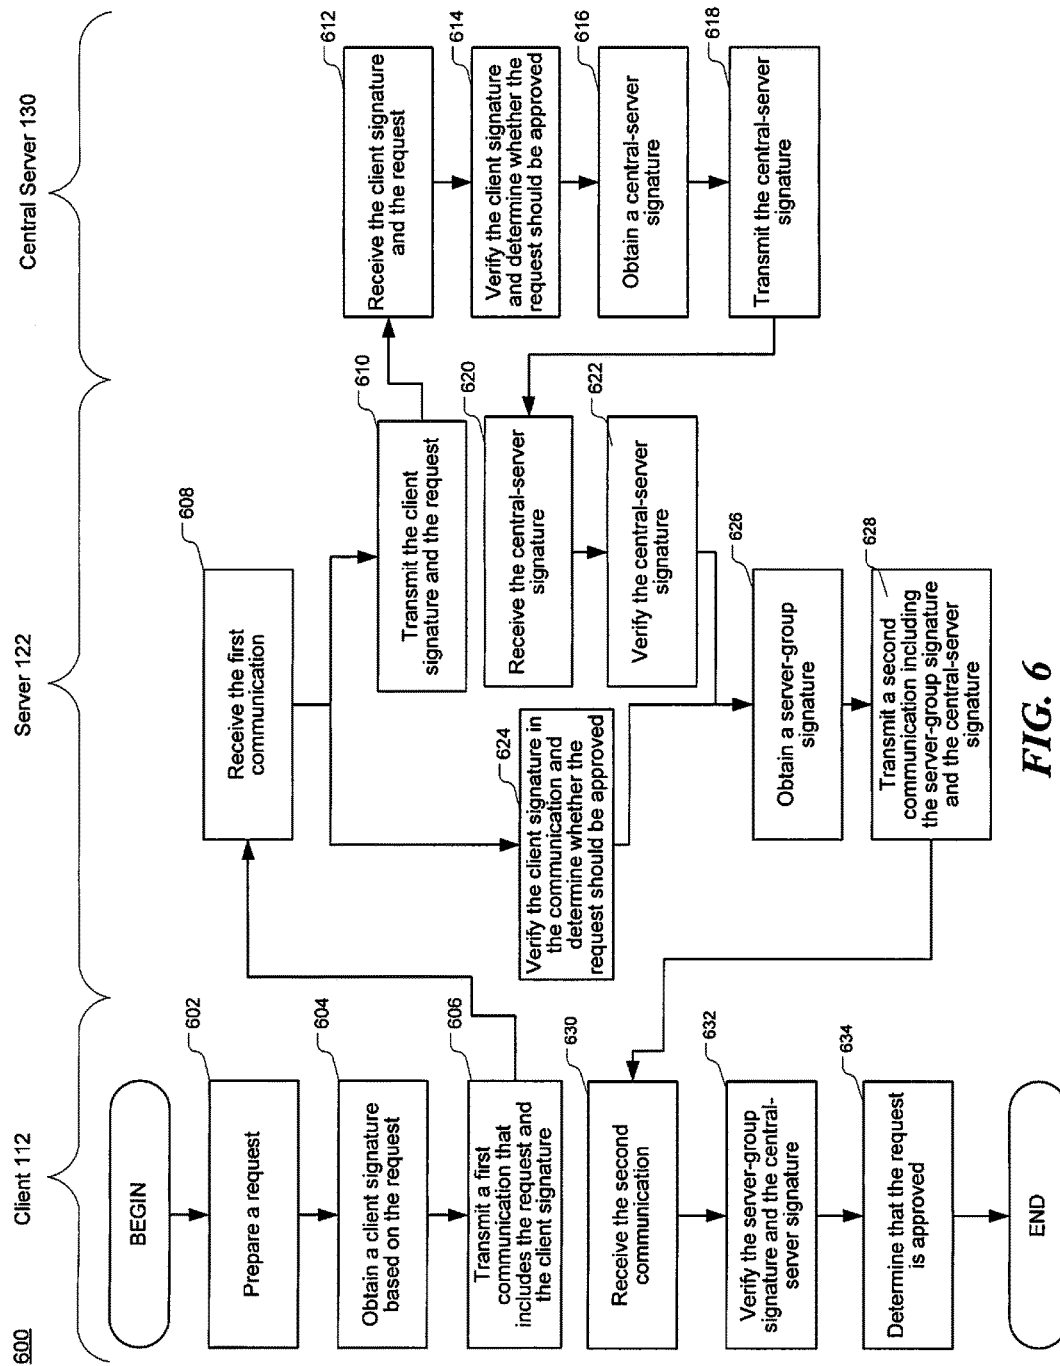 600
Client 112
Server 122
Central Server 130
BEGIN
602
Prepare a request
604
Obtain a client signature
based on the request
606
Transmit a first
communication that
includes the request and
the client signature
608
Receive the first
communication
610
Transmit the client
signature and the request
612
Receive the client signature
and the request
614
Verify the client signature
and determine whether the
request should be approved
616
Obtain a central-server
signature
618
Transmit the central-server
signature
620
Receive the central-server
signature
622
Verify the central-server
signature
624
Verify the client signature in
the communication and
determine whether the
request should be approved
626
Obtain a server-group
signature
628
Transmit a second
communication including
the server-group signature
and the central-server
signature
630
Receive the second
communication
632
Verify the server-group
signature and the central-
server signature
634
Determine that the request
is approved
END
FIG. 6